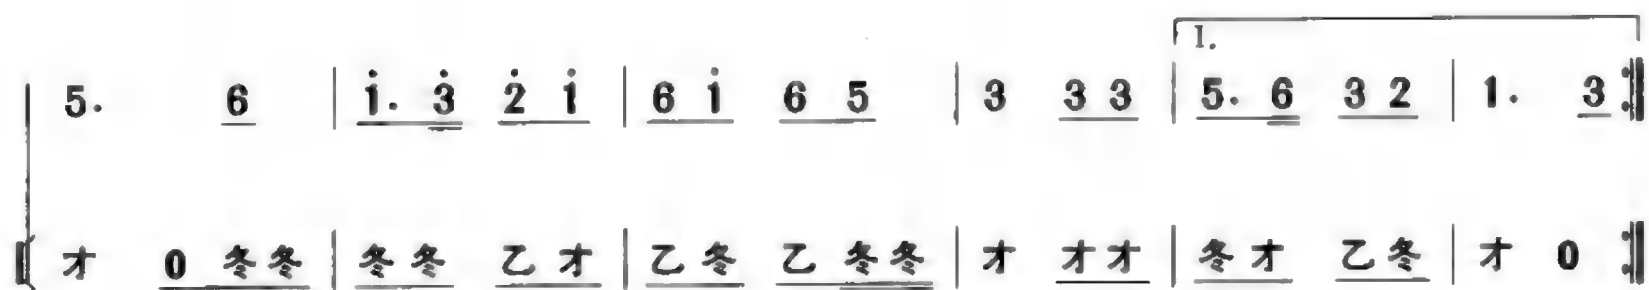 1.
5. 6 | i. 3̇ 2̇ i | 6 i 6 5 | 3 3 3 | 5. 6 3 2 | 1. 3 :‖
才 0 冬冬 | 冬冬 乙才 | 乙冬 乙冬冬 | 才 才才 | 冬才 乙冬 | 才 0 :‖